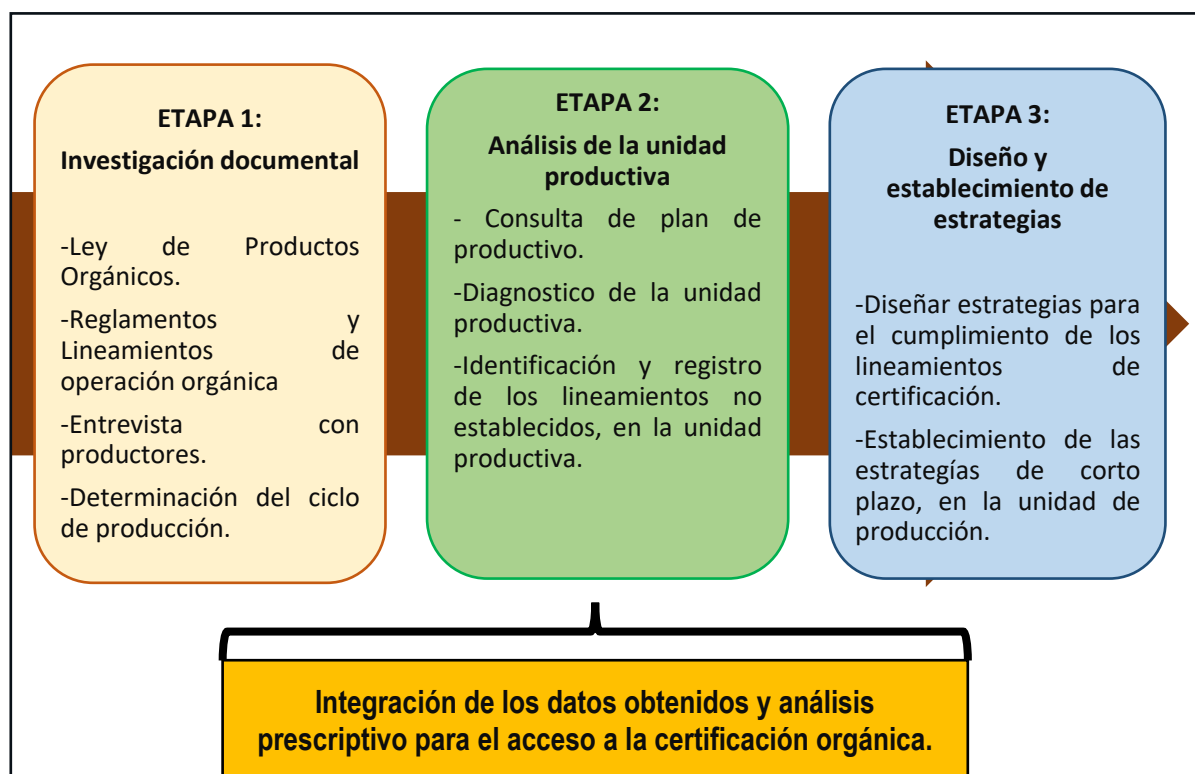 ETAPA 1:
Investigación documental
-Ley de Productos
Orgánicos.
-Reglamentos y
Lineamientos de
operación orgánica
-Entrevista con
productores.
-Determinación del ciclo
de producción.
ETAPA 2:
Análisis de la unidad
productiva
- Consulta de plan de
productivo.
-Diagnostico de la unidad
productiva.
-Identificación y registro
de los lineamientos no
establecidos, en la unidad
productiva.
ETAPA 3:
Diseño y
establecimiento de
estrategias
-Diseñar estrategias para
el cumplimiento de los
lineamientos de
certificación.
-Establecimiento de las
estrategías de corto
plazo, en la unidad de
producción.
Integración de los datos obtenidos y análisis
prescriptivo para el acceso a la certificación orgánica.